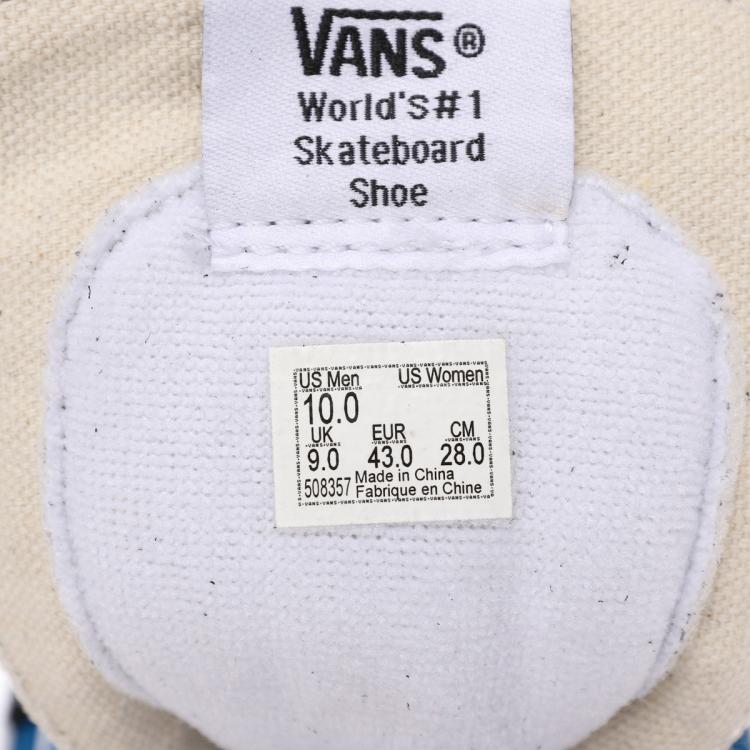 VANS®
World's#1
Skateboard
Shoe
US Men US Women
10.0
UK EUR CM
9.0 43.0 28.0
508357 Made in China
Fabrique en Chine